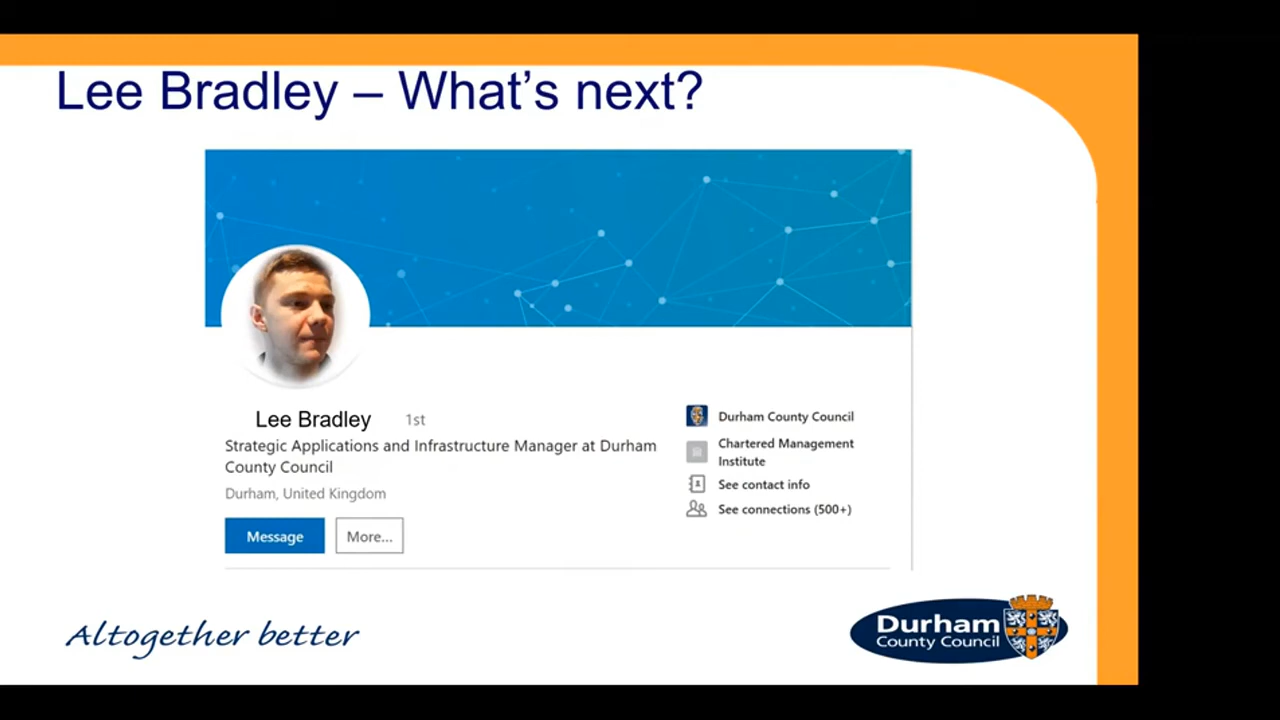 Lee Bradley – What's next?
Lee Bradley 1st
Strategic Applications and Infrastructure Manager at Durham
County Council
Durham, United Kingdom
Message More...
Durham County Council
Chartered Management
Institute
See contact info
See connections (500+)
Altogether better
Durham
County Council